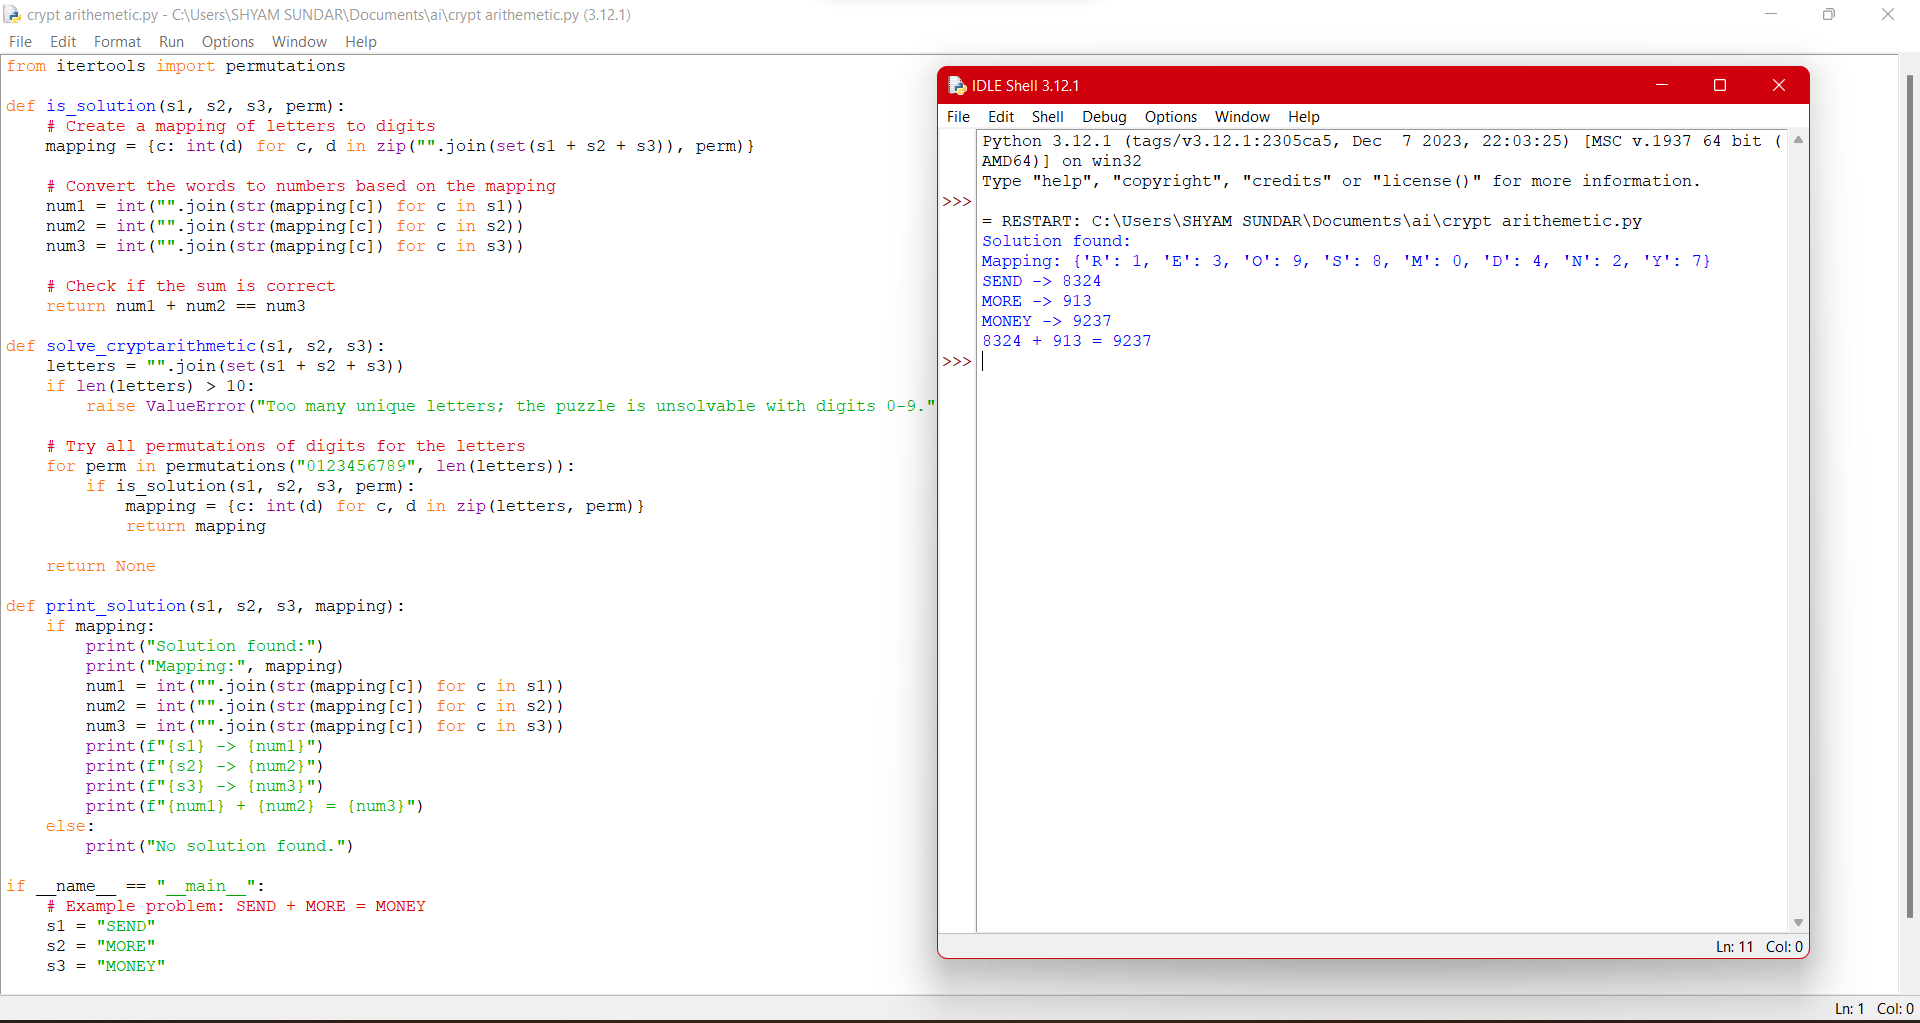 crypt arithemetic.py - C:\Users\SHYAM SUNDAR\Documents\ai\crypt arithemetic.py (3.12.1)
File Edit Format Run Options Window Help
from itertools import permutations
def is_solution(s1, s2, s3, perm):
    # Create a mapping of letters to digits
    mapping = {c: int(d) for c, d in zip("".join(set(s1 + s2 + s3)), perm)}
    # Convert the words to numbers based on the mapping
    num1 = int("".join(str(mapping[c]) for c in s1))
    num2 = int("".join(str(mapping[c]) for c in s2))
    num3 = int("".join(str(mapping[c]) for c in s3))
    # Check if the sum is correct
    return num1 + num2 == num3
def solve_cryptarithmetic(s1, s2, s3):
    letters = "".join(set(s1 + s2 + s3))
    if len(letters) > 10:
        raise ValueError("Too many unique letters; the puzzle is unsolvable with digits 0-9."
    # Try all permutations of digits for the letters
    for perm in permutations("0123456789", len(letters)):
        if is_solution(s1, s2, s3, perm):
            mapping = {c: int(d) for c, d in zip(letters, perm)}
            return mapping
    return None
def print_solution(s1, s2, s3, mapping):
    if mapping:
        print("Solution found:")
        print("Mapping:", mapping)
        num1 = int("".join(str(mapping[c]) for c in s1))
        num2 = int("".join(str(mapping[c]) for c in s2))
        num3 = int("".join(str(mapping[c]) for c in s3))
        print(f"{s1} -> {num1}")
        print(f"{s2} -> {num2}")
        print(f"{s3} -> {num3}")
        print(f"{num1} + {num2} = {num3}")
    else:
        print("No solution found.")
if __name__ == "__main__":
    # Example problem: SEND + MORE = MONEY
    s1 = "SEND"
    s2 = "MORE"
    s3 = "MONEY"
Ln: 1 Col: 0
IDLE Shell 3.12.1
File Edit Shell Debug Options Window Help
Python 3.12.1 (tags/v3.12.1:2305ca5, Dec  7 2023, 22:03:25) [MSC v.1937 64 bit (
AMD64)] on win32
Type "help", "copyright", "credits" or "license()" for more information.
>>>
= RESTART: C:\Users\SHYAM SUNDAR\Documents\ai\crypt arithemetic.py
Solution found:
Mapping: {'R': 1, 'E': 3, 'O': 9, 'S': 8, 'M': 0, 'D': 4, 'N': 2, 'Y': 7}
SEND -> 8324
MORE -> 913
MONEY -> 9237
8324 + 913 = 9237
>>>
Ln: 11 Col: 0